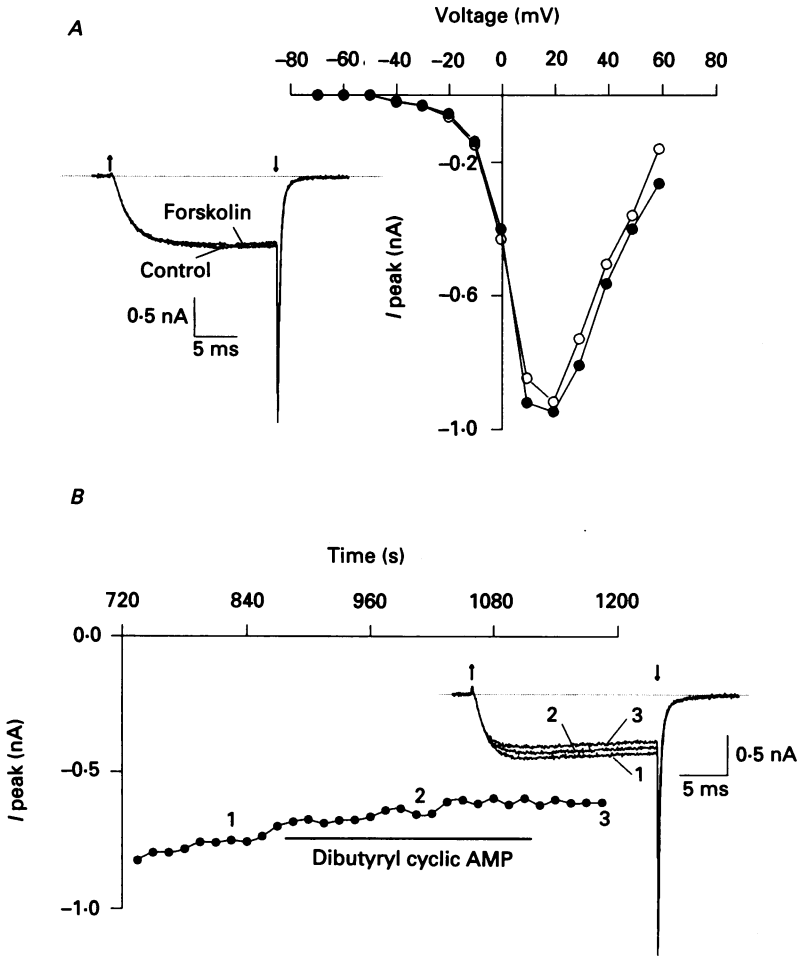 A
Voltage (mV)
−80 −60 −40 −20 0 20 40 60 80
−0·2
−0·6
−1·0
I peak (nA)
Forskolin
Control
0·5 nA
5 ms
B
Time (s)
720 840 960 1080 1200
0·0
−0·5
−1·0
I peak (nA)
1
2
3
Dibutyryl cyclic AMP
2
3
1
0·5 nA
5 ms